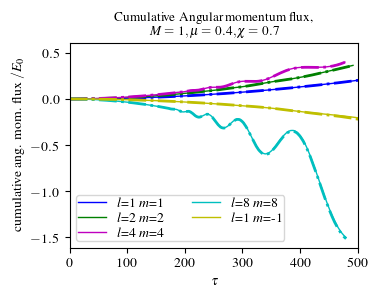 Cumulative Angular momentum flux,
M = 1, μ = 0.4, χ = 0.7
cumulative ang. mom. flux /E₀
0.5
0.0
−0.5
−1.0
−1.5
l=1 m=1
l=2 m=2
l=4 m=4
l=8 m=8
l=1 m=-1
0
100
200
300
400
500
τ